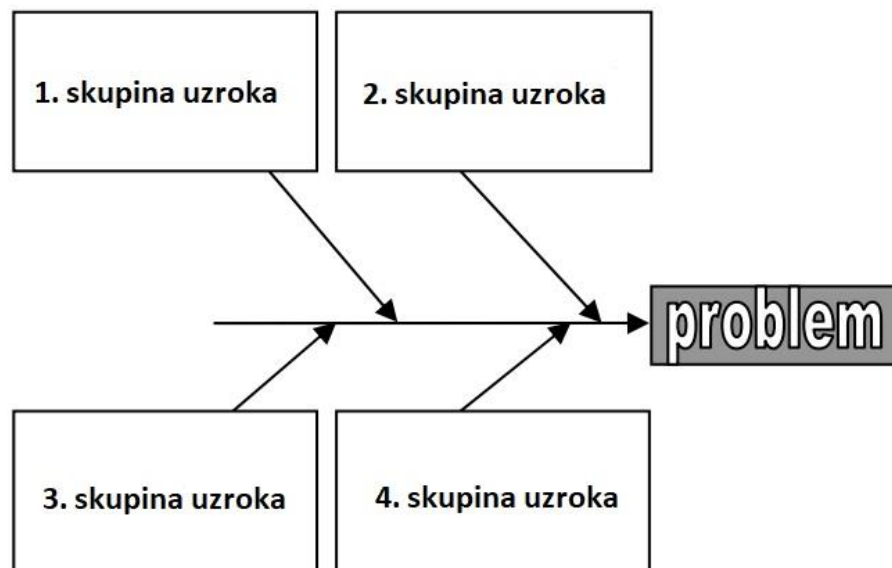 1. skupina uzroka
2. skupina uzroka
problem
3. skupina uzroka
4. skupina uzroka